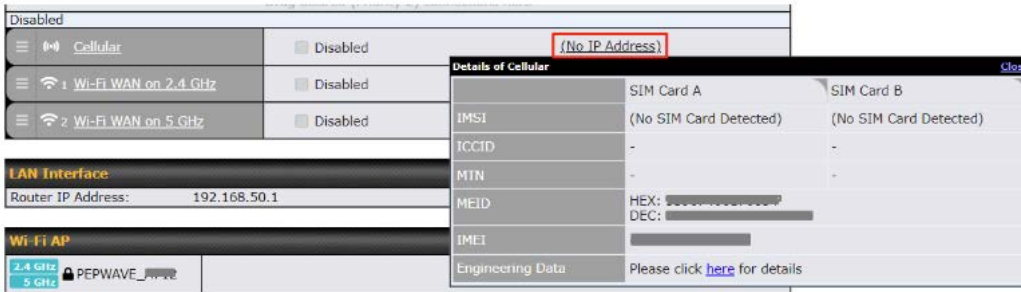 Disabled
Cellular
Disabled
(No IP Address)
1 Wi-Fi WAN on 2.4 GHz
Disabled
2 Wi-Fi WAN on 5 GHz
Disabled
LAN Interface
Router IP Address: 192.168.50.1
Wi-Fi AP
2.4 GHz
5 GHz
PEPWAVE_
Details of Cellular
Clos
SIM Card A SIM Card B
IMSI (No SIM Card Detected) (No SIM Card Detected)
ICCID - -
MTN - -
MEID HEX:
DEC:
IMEI
Engineering Data Please click here for details